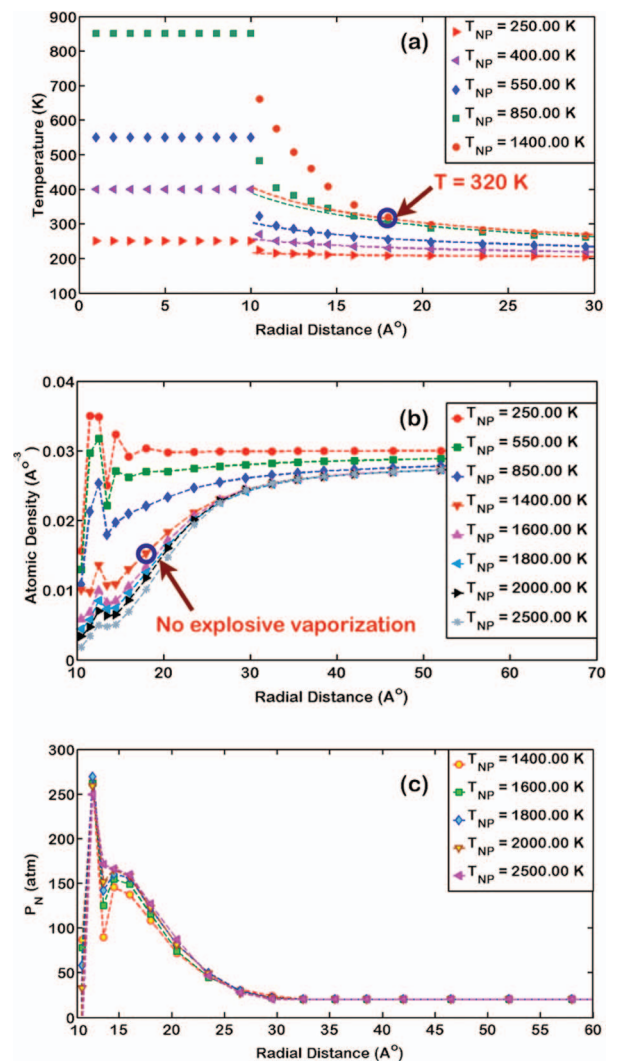 900
800
700
600
500
400
300
200
100
0 5 10 15 20 25 30
Temperature (K)
Radial Distance (A°)
(a)
T_NP = 250.00 K
T_NP = 400.00 K
T_NP = 550.00 K
T_NP = 850.00 K
T_NP = 1400.00 K
T = 320 K
0.04
0.03
0.02
0.01
0
10 20 30 40 50 60 70
Atomic Density (A°⁻³)
Radial Distance (A°)
(b)
T_NP = 250.00 K
T_NP = 550.00 K
T_NP = 850.00 K
T_NP = 1400.00 K
T_NP = 1600.00 K
T_NP = 1800.00 K
T_NP = 2000.00 K
T_NP = 2500.00 K
No explosive vaporization
300
250
200
150
100
50
0
10 15 20 25 30 35 40 45 50 55 60
P_N (atm)
Radial Distance (A°)
(c)
T_NP = 1400.00 K
T_NP = 1600.00 K
T_NP = 1800.00 K
T_NP = 2000.00 K
T_NP = 2500.00 K